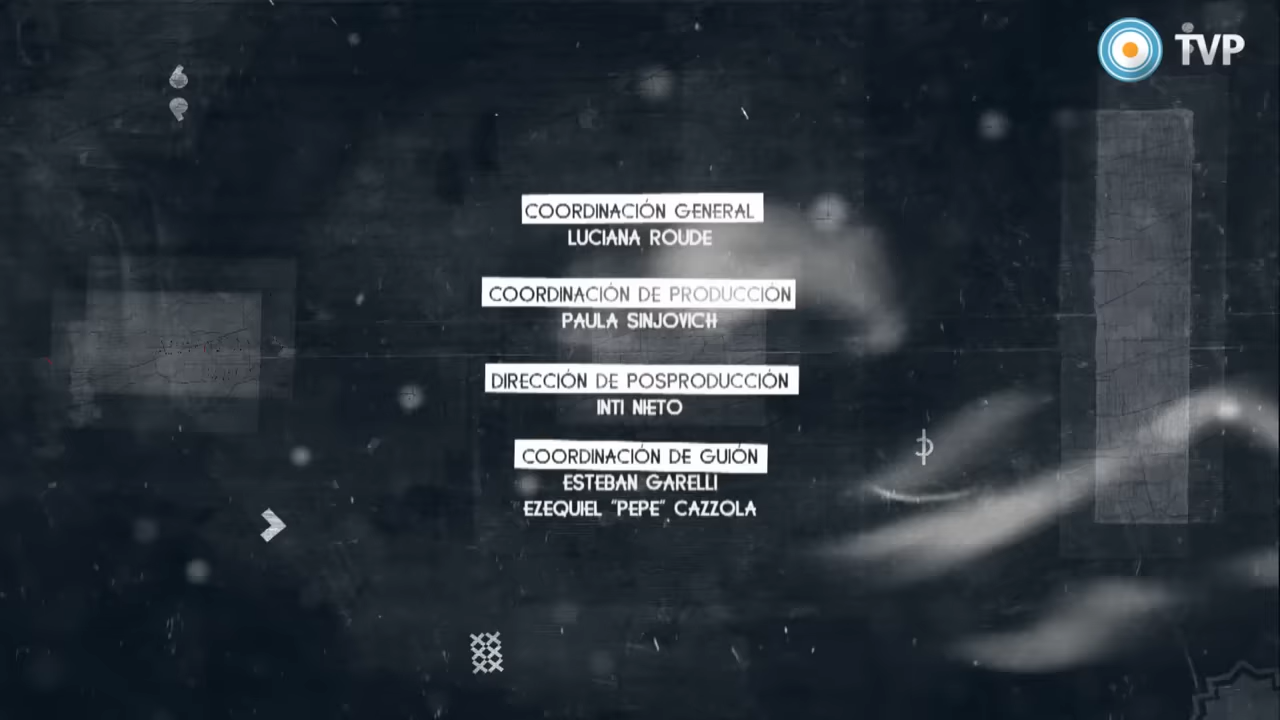 TVP
COORDINACIÓN GENERAL
LUCIANA ROUDE
COORDINACIÓN DE PRODUCCIÓN
PAULA SINJOVICH
DIRECCIÓN DE POSPRODUCCIÓN
INTI NIETO
COORDINACIÓN DE GUIÓN
ESTEBAN GARELLI
EZEQUIEL "PEPE" CAZZOLA